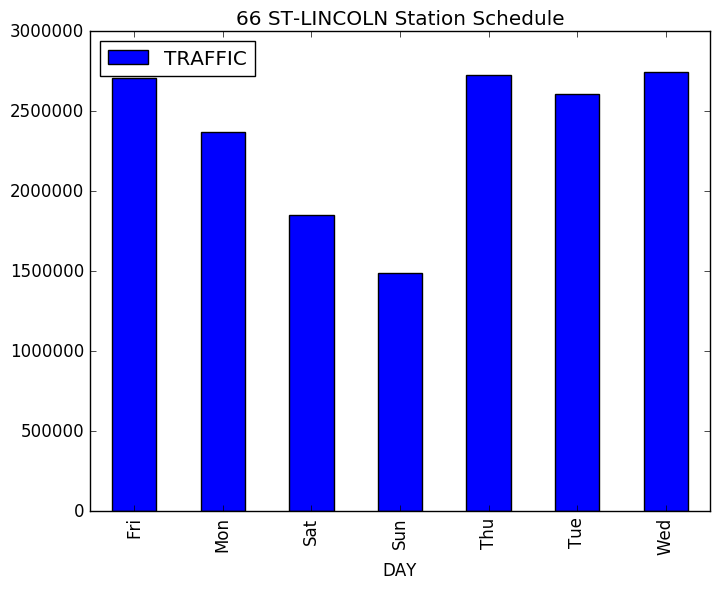 66 ST-LINCOLN Station Schedule
3000000
TRAFFIC
2500000
2000000
1500000
1000000
500000
0
Fri
Mon
Sat
Sun
Thu
Tue
Wed
DAY